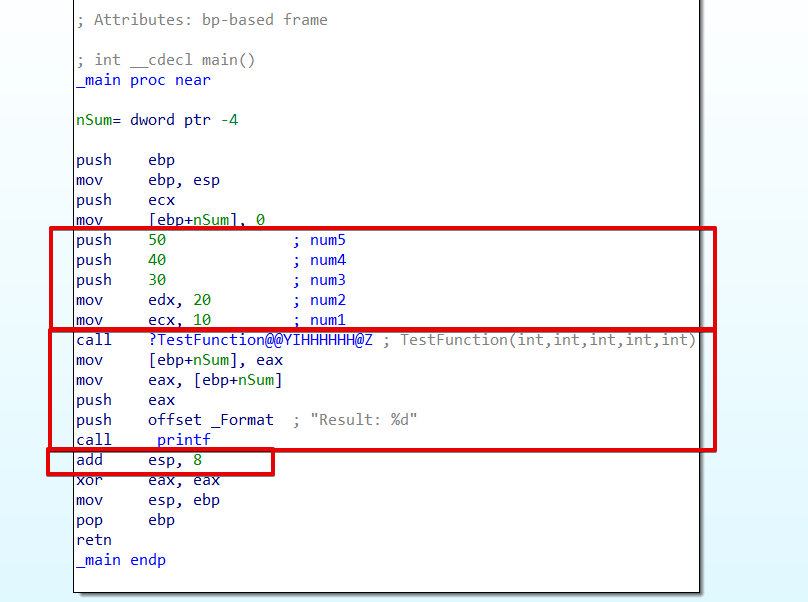 ; Attributes: bp-based frame
; int __cdecl main()
_main proc near
nSum= dword ptr -4
push    ebp
mov     ebp, esp
push    ecx
mov     [ebp+nSum], 0
push    50              ; num5
push    40              ; num4
push    30              ; num3
mov     edx, 20         ; num2
mov     ecx, 10         ; num1
call    ?TestFunction@@YIHHHHHH@Z ; TestFunction(int,int,int,int,int)
mov     [ebp+nSum], eax
mov     eax, [ebp+nSum]
push    eax
push    offset _Format  ; "Result: %d"
call    _printf
add     esp, 8
xor     eax, eax
mov     esp, ebp
pop     ebp
retn
_main endp